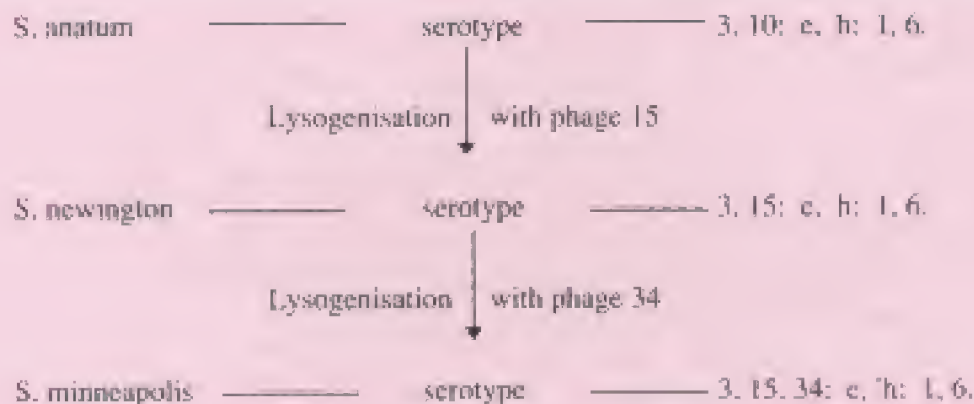 S. anatum serotype 3, 10: e, h: 1, 6.
Lysogenisation with phage 15
S. newington serotype 3, 15: e, h: 1, 6.
Lysogenisation with phage 34
S. minneapolis serotype 3, 15, 34: e, h: 1, 6.